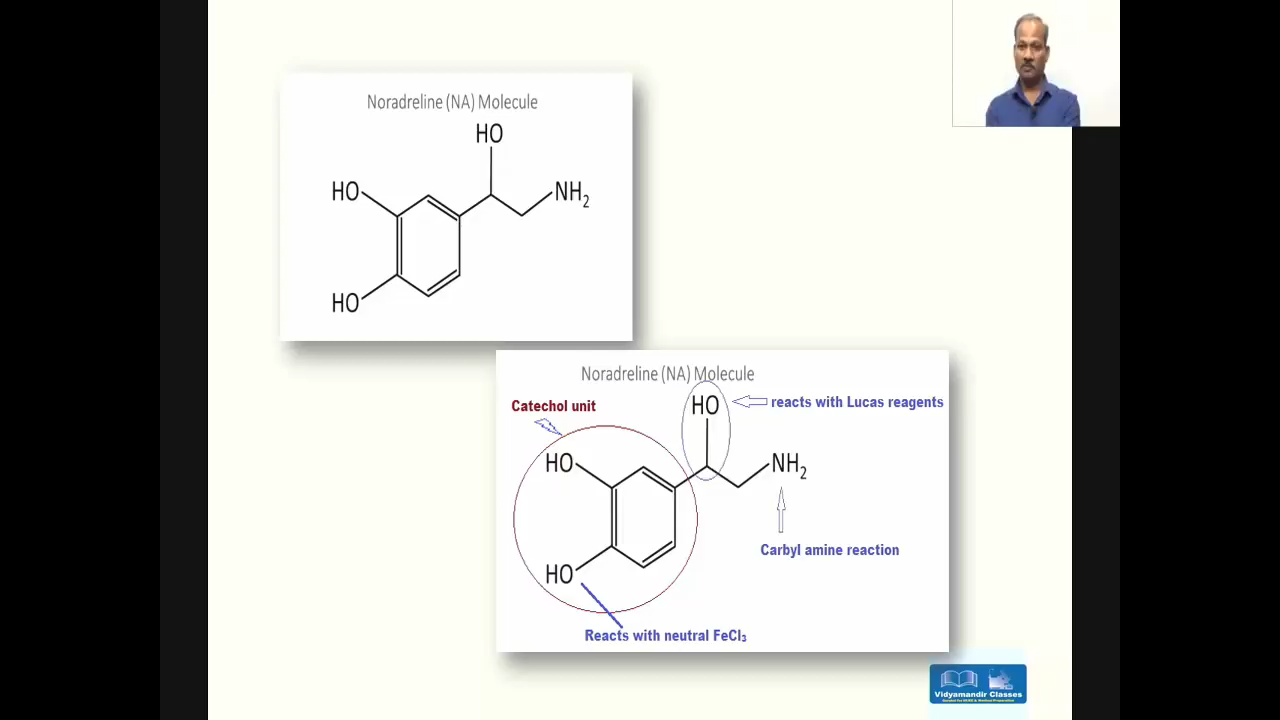 Noradreline (NA) Molecule
HO
HO
NH₂
HO
Noradreline (NA) Molecule
Catechol unit
HO
reacts with Lucas reagents
HO
NH₂
Carbyl amine reaction
HO
Reacts with neutral FeCl₃
Vidyamandir Classes